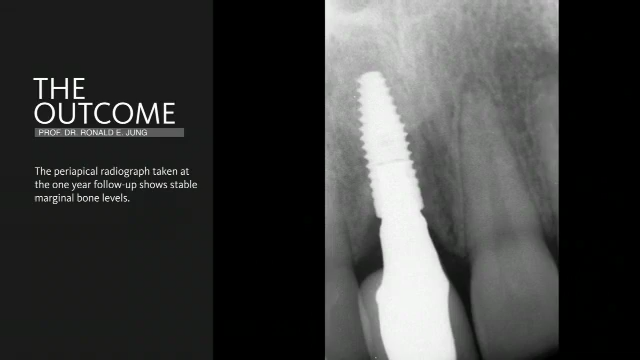 THE
OUTCOME
PROF. DR. RONALD E. JUNG
The periapical radiograph taken at
the one year follow-up shows stable
marginal bone levels.